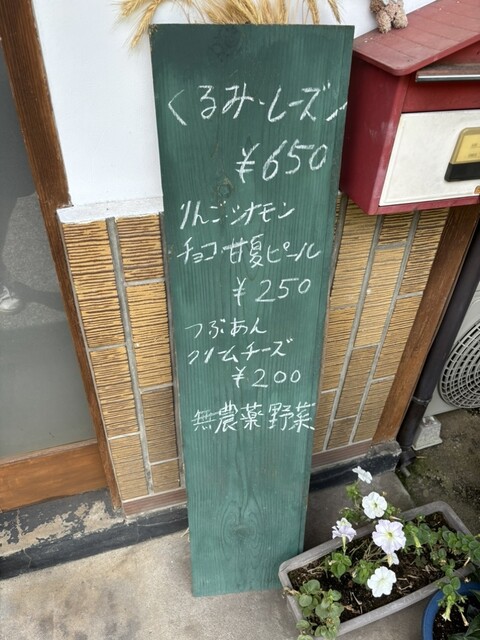 くるみ・レーズン
¥650
りんごシナモン
チョコ甘夏ピール
¥250
つぶあん
クリームチーズ
¥200
無農薬野菜